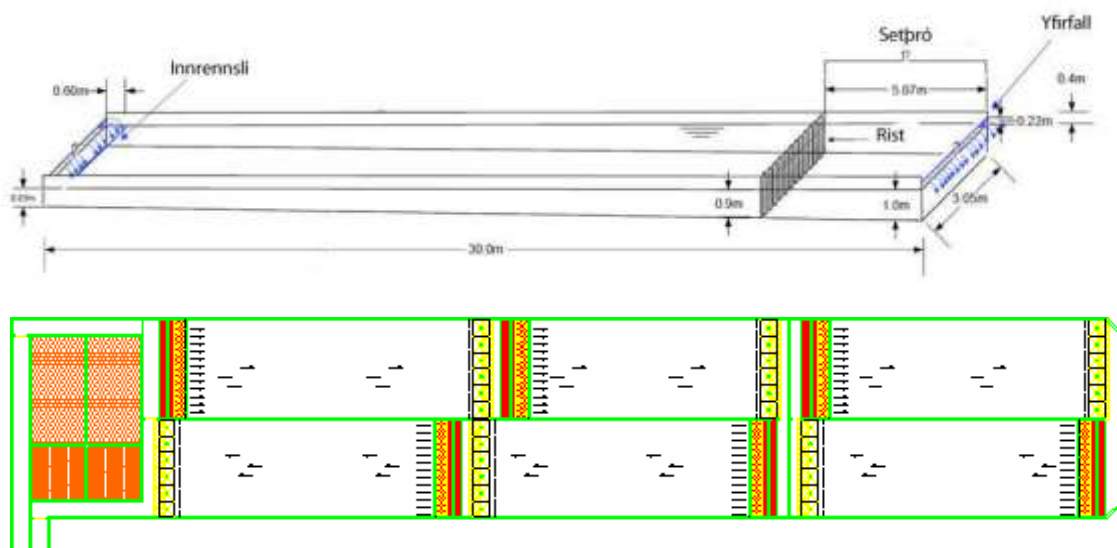 Yfirfall
Setþró
Innrennsli
0.60m
5.07m
0.4m
0.22m
Rist
0.9m
1.0m
3.05m
30.0m